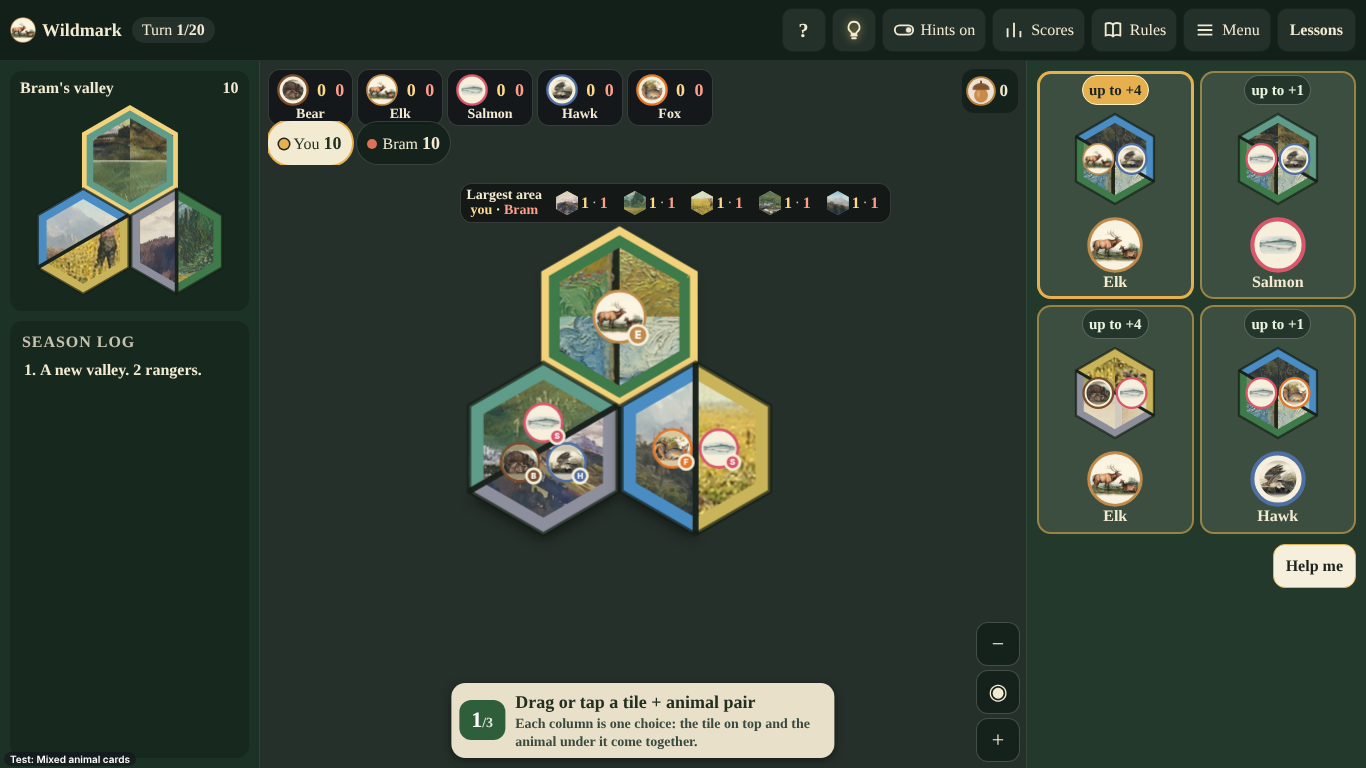 Wildmark
Turn 1/20
?
Hints on
Scores
Rules
Menu
Lessons
Bram's valley 10
SEASON LOG
1. A new valley. 2 rangers.
0 0
Bear
0 0
Elk
0 0
Salmon
0 0
Hawk
0 0
Fox
0
You 10
Bram 10
Largest area
you · Bram
1 · 1
1 · 1
1 · 1
1 · 1
1 · 1
E
S
B
H
F
S
up to +4
Elk
up to +1
Salmon
up to +4
Elk
up to +1
Hawk
Help me
−
+
1/3
Drag or tap a tile + animal pair
Each column is one choice: the tile on top and the
animal under it come together.
Test: Mixed animal cards